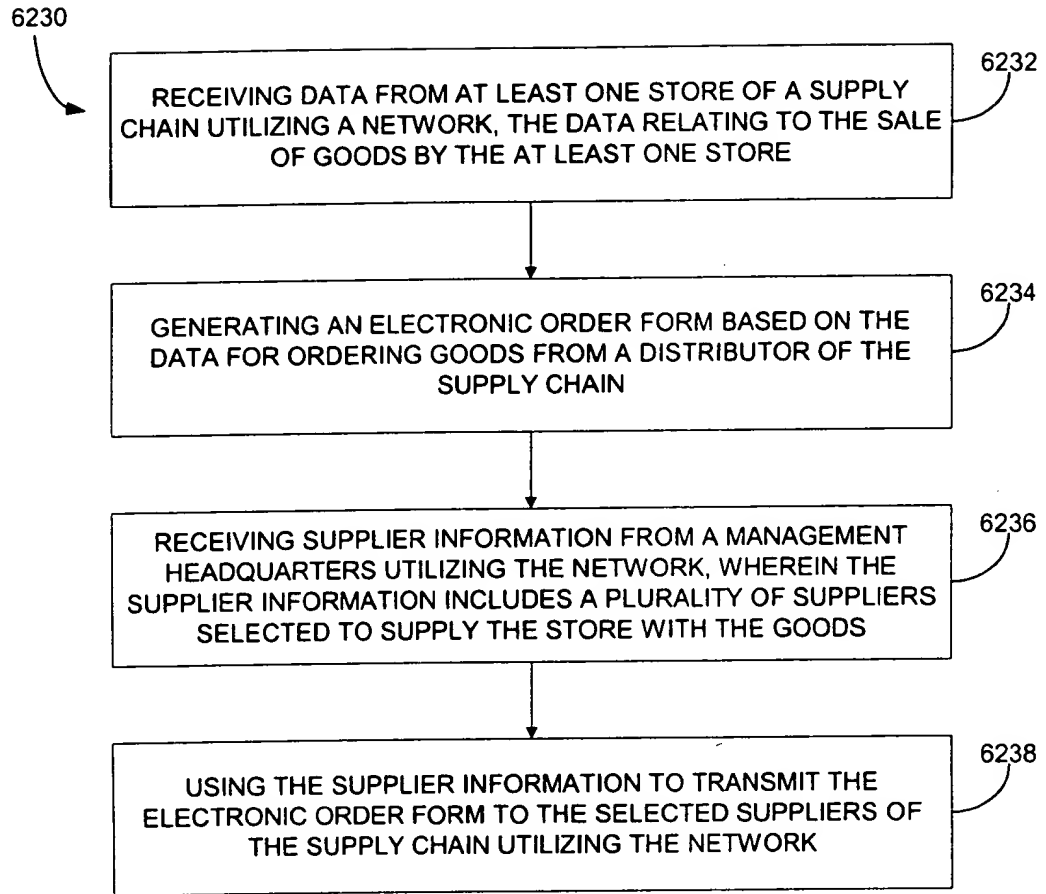 6230
6232
RECEIVING DATA FROM AT LEAST ONE STORE OF A SUPPLY
CHAIN UTILIZING A NETWORK, THE DATA RELATING TO THE SALE
OF GOODS BY THE AT LEAST ONE STORE
6234
GENERATING AN ELECTRONIC ORDER FORM BASED ON THE
DATA FOR ORDERING GOODS FROM A DISTRIBUTOR OF THE
SUPPLY CHAIN
6236
RECEIVING SUPPLIER INFORMATION FROM A MANAGEMENT
HEADQUARTERS UTILIZING THE NETWORK, WHEREIN THE
SUPPLIER INFORMATION INCLUDES A PLURALITY OF SUPPLIERS
SELECTED TO SUPPLY THE STORE WITH THE GOODS
6238
USING THE SUPPLIER INFORMATION TO TRANSMIT THE
ELECTRONIC ORDER FORM TO THE SELECTED SUPPLIERS OF
THE SUPPLY CHAIN UTILIZING THE NETWORK